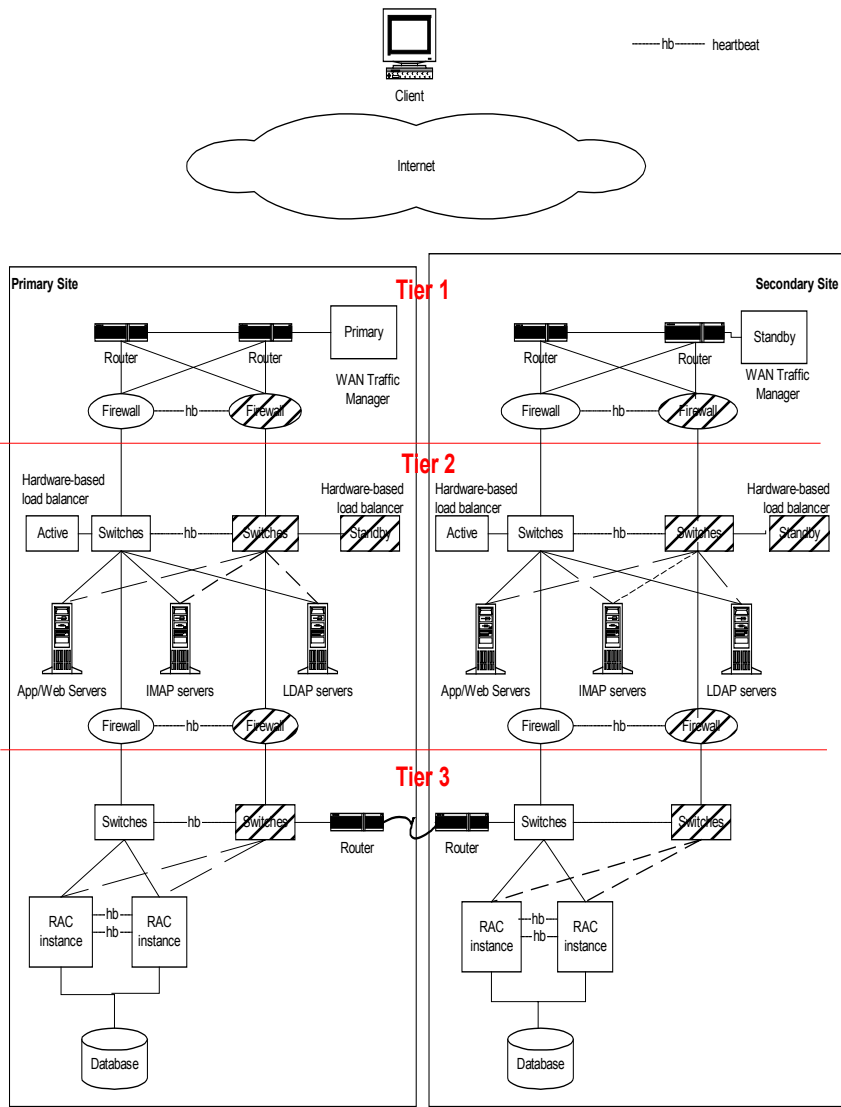 Client
hb heartbeat
Internet
Primary Site
Tier 1
Secondary Site
Router
Router
Primary
WAN Traffic
Manager
Router
Router
Standby
WAN Traffic
Manager
Firewall
hb
Firewall
Firewall
hb
Firewall
Tier 2
Hardware-based
load balancer
Hardware-based
load balancer
Hardware-based
load balancer
Hardware-based
load balancer
Active
Switches
hb
Switches
Standby
Active
Switches
hb
Switches
Standby
App/Web Servers
IMAP servers
LDAP servers
App/Web Servers
IMAP servers
LDAP servers
Firewall
hb
Firewall
Firewall
hb
Firewall
Tier 3
Switches
hb
Switches
Router
Router
Switches
Switches
RAC
instance
hb
hb
RAC
instance
RAC
instance
hb
hb
RAC
instance
Database
Database